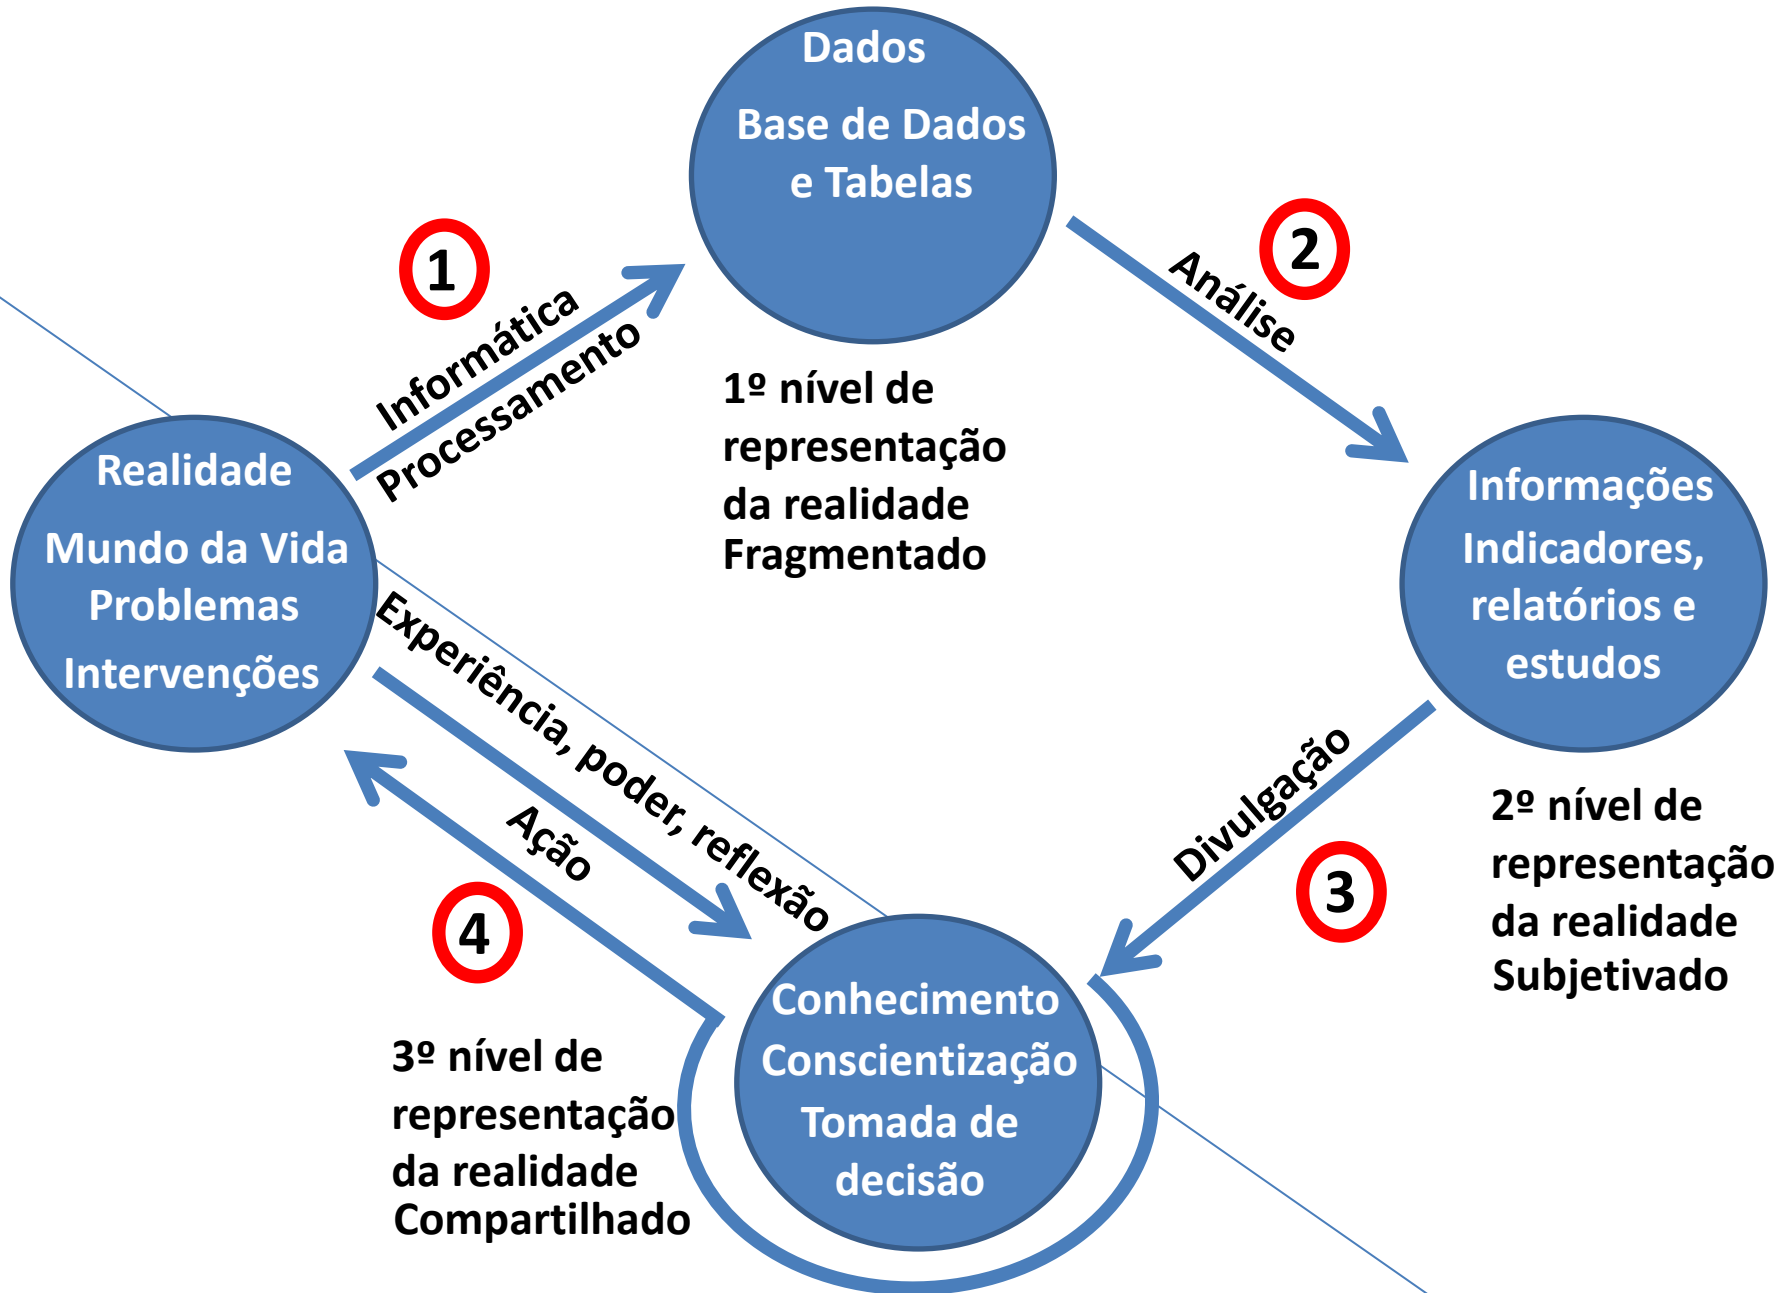 Dados
Base de Dados
e Tabelas
1
Informática
Processamento
2
Análise
1º nível de
representação
da realidade
Fragmentado
Realidade
Mundo da Vida
Problemas
Intervenções
Informações
Indicadores,
relatórios e
estudos
Experiência, poder, reflexão
Ação
4
Divulgação
3
2º nível de
representação
da realidade
Subjetivado
Conhecimento
Conscientização
Tomada de
decisão
3º nível de
representação
da realidade
Compartilhado